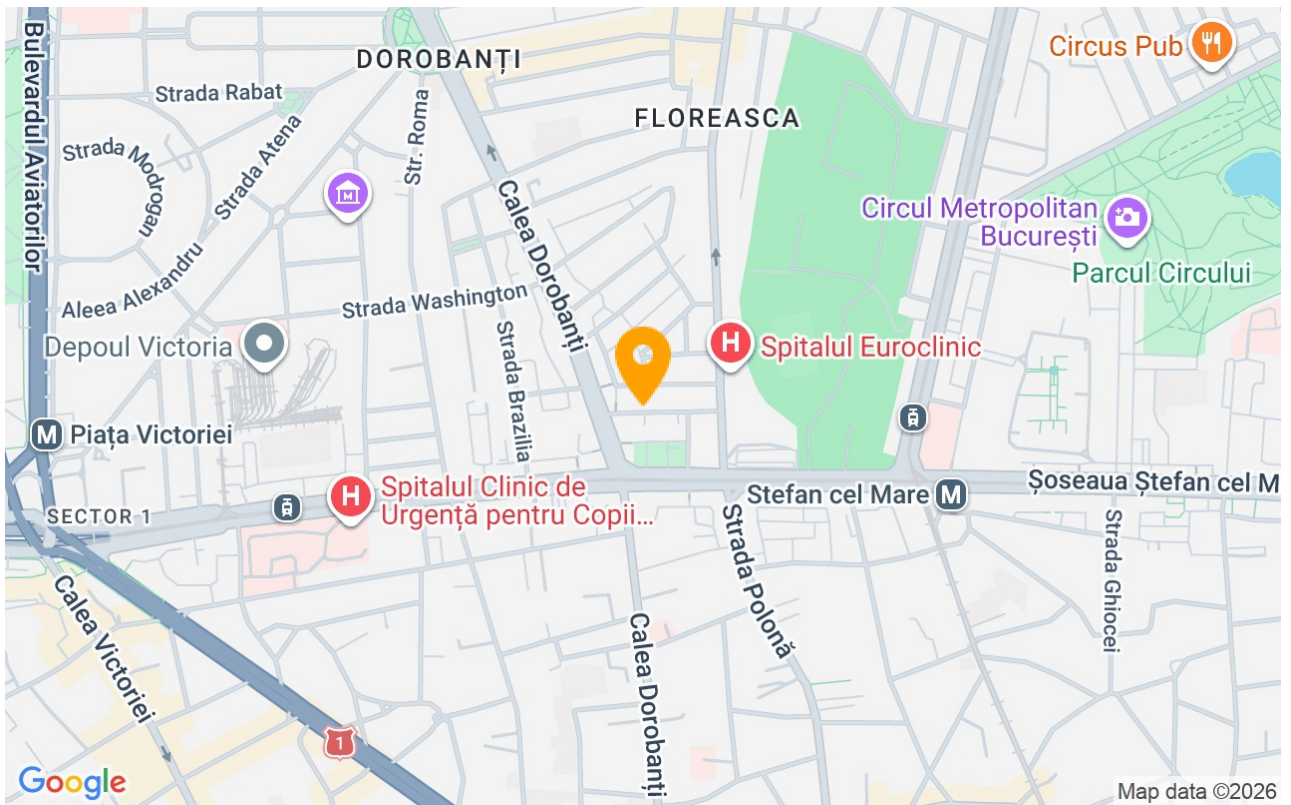 Circus Pub
DOROBANȚI
Bulevardul Aviatorilor
Strada Rabat
Str. Roma
FLOREASCA
Strada Modrogan
Strada Atena
M
Calea Dorobanți
Circul Metropolitan
București
Parcul Circului
Aleea Alexandru
Strada Washington
Depoul Victoria
Strada Brazilia
H
Spitalul Euroclinic
M
Piața Victoriei
H
Spitalul Clinic de
Urgență pentru Copii...
Stefan cel Mare
M
Șoseaua Ștefan cel M
SECTOR 1
Strada Polonă
Strada Ghiocei
Calea Victoriei
Calea Dorobanți
1
Google
Map data ©2026